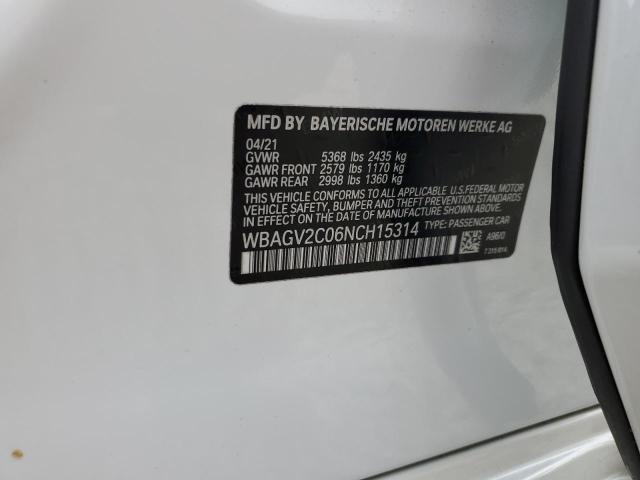 MFD BY BAYERISCHE MOTOREN WERKE AG
04/21
GVWR 5368 lbs 2435 kg
GAWR FRONT 2579 lbs 1170 kg
GAWR REAR 2998 lbs 1360 kg
THIS VEHICLE CONFORMS TO ALL APPLICABLE U.S.FEDERAL MOTOR
VEHICLE SAFETY, BUMPER, AND THEFT PREVENTION STANDARDS IN
EFFECT ON THE DATE OF MANUFACTURE SHOWN ABOVE.
WBAGV2C06NCH15314 TYPE: PASSENGER CAR
A96/0